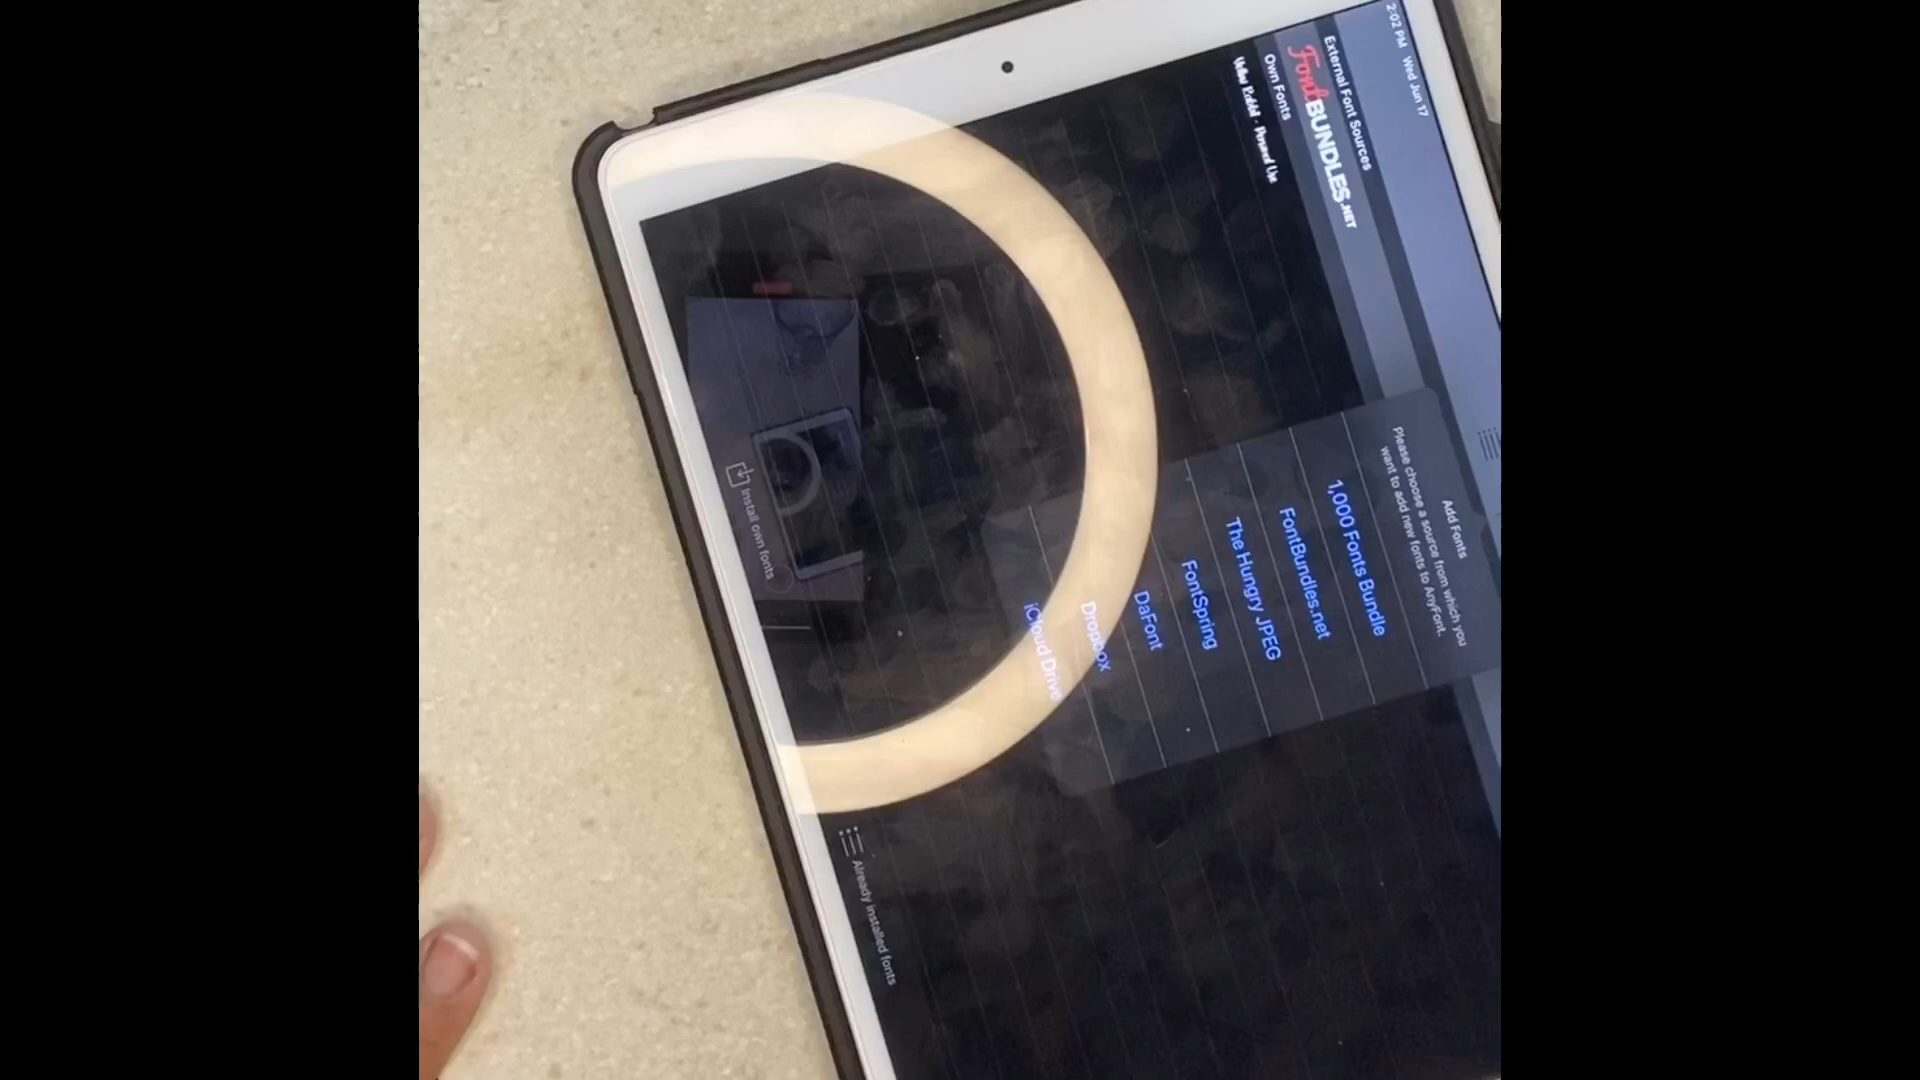 2:02 PM Wed Jun 17
External Font Sources
FontBUNDLES.NET
Own Fonts
Add Fonts
Please choose a source from which you
want to add new fonts to AnyFont.
1,000 Fonts Bundle
FontBundles.net
The Hungry JPEG
FontSpring
DaFont
Dropbox
iCloud Drive
Install own fonts
Already installed fonts